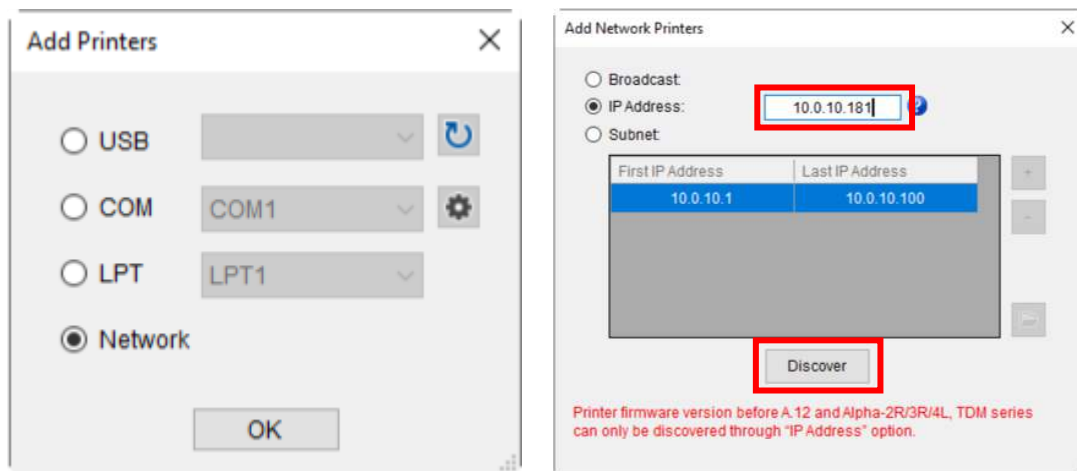 Add Printers
USB
COM
COM1
LPT
LPT1
Network
OK
Add Network Printers
Broadcast
IP Address:
10.0.10.181
?
Subnet
First IP Address
Last IP Address
10.0.10.1
10.0.10.100
+
-
Discover
Printer firmware version before A.12 and Alpha-2R/3R/4L, TDM series
can only be discovered through “IP Address” option.